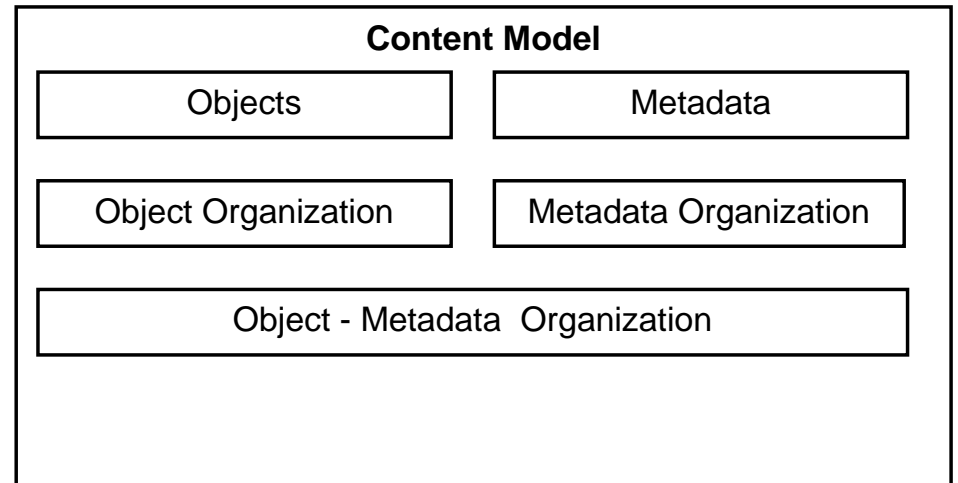 Content Model
Objects
Metadata
Object Organization
Metadata Organization
Object - Metadata  Organization